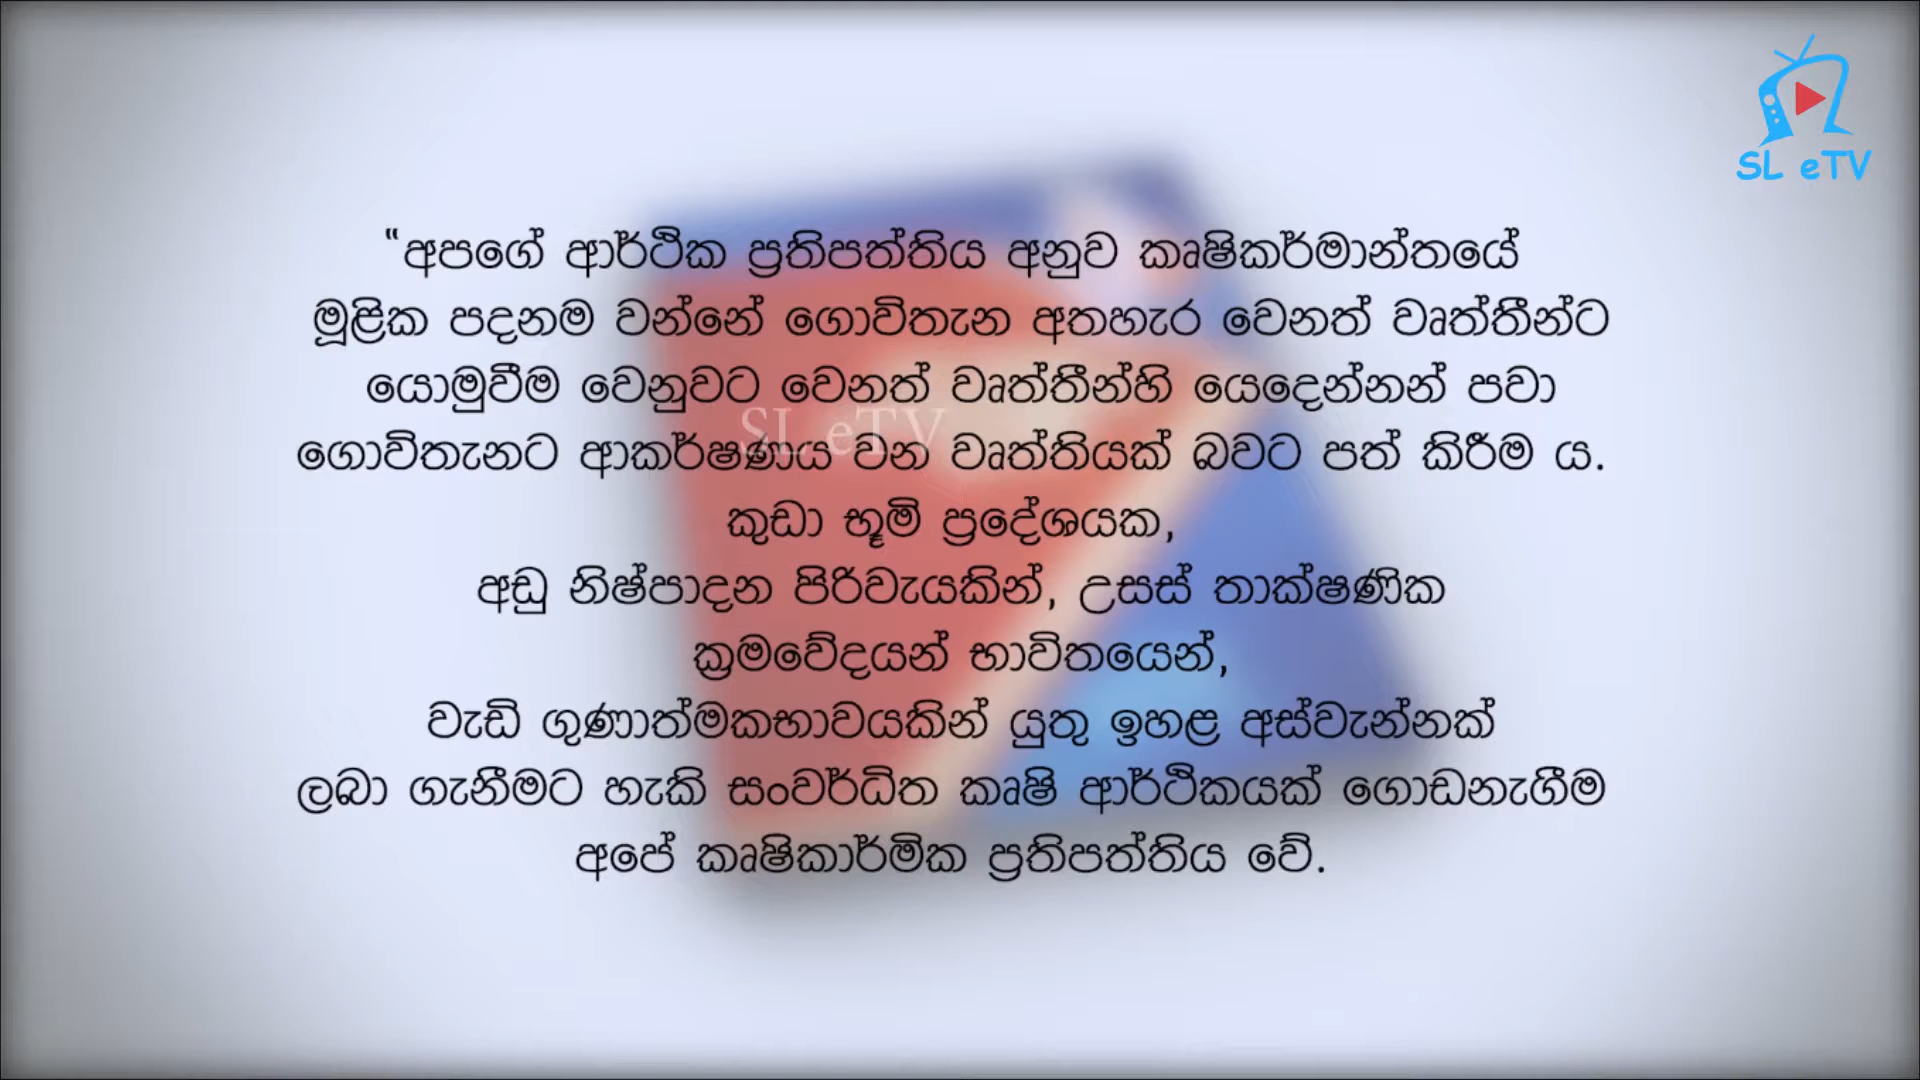 SL eTV
“අපගේ ආර්ථික ප්‍රතිපත්තිය අනුව කෘෂිකර්මාන්තයේ
මූළික පදනම වන්නේ ගොවිතැන අතහැර වෙනත් වෘත්තීන්ට
යොමුවීම වෙනුවට වෙනත් වෘත්තීන්හි යෙදෙන්නන් පවා
SL eTV
ගොවිතැනට ආකර්ෂණය වන වෘත්තියක් බවට පත් කිරීම ය.
කුඩා භූමි ප්‍රදේශයක,
අඩු නිෂ්පාදන පිරිවැයකින්, උසස් තාක්ෂණික
ක්‍රමවේදයන් භාවිතයෙන්,
වැඩි ගුණාත්මකභාවයකින් යුතු ඉහළ අස්වැන්නක්
ලබා ගැනීමට හැකි සංවර්ධිත කෘෂි ආර්ථිකයක් ගොඩනැගීම
අපේ කෘෂිකාර්මික ප්‍රතිපත්තිය වේ.